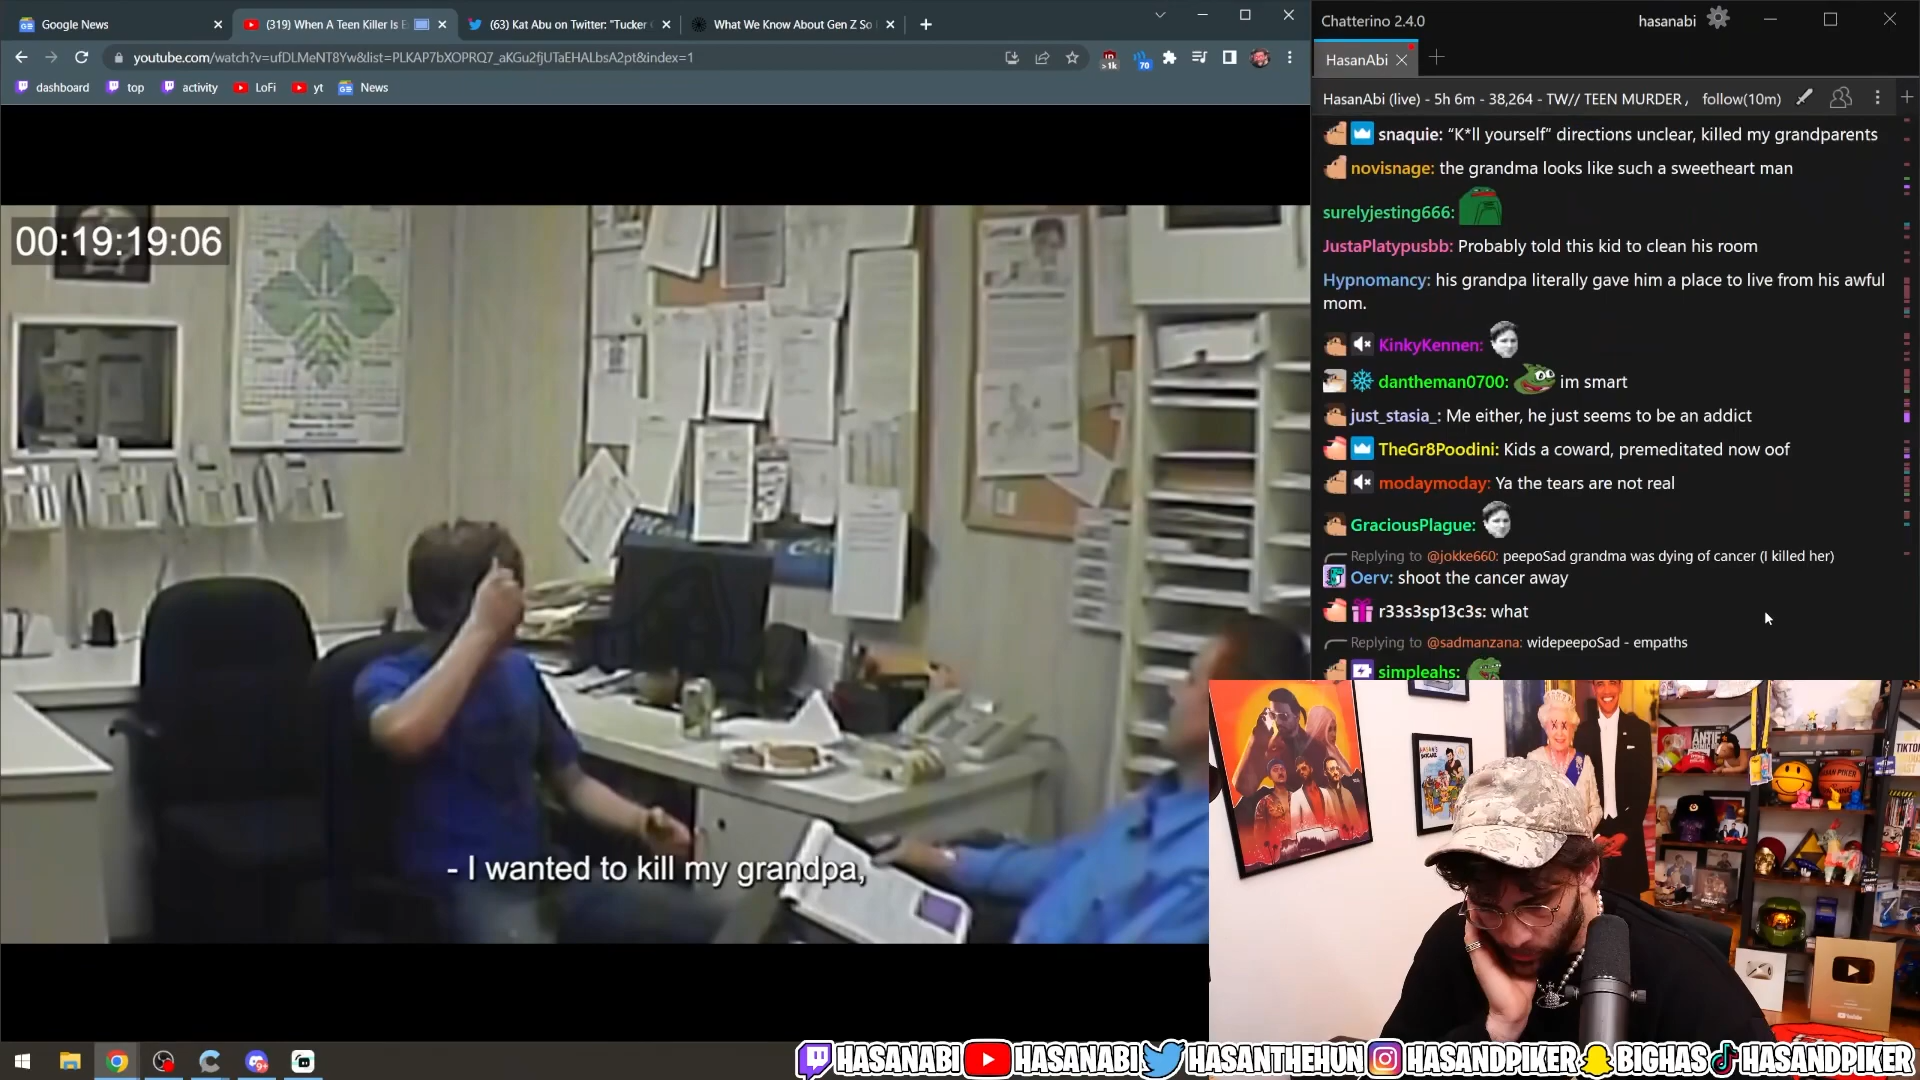 Google News
(319) When A Teen Killer Is E
(63) Kat Abu on Twitter: "Tucker
What We Know About Gen Z So
youtube.com/watch?v=ufDLMeNT8Yw&list=PLKAP7bXOPRQ7_aKGu2fjUTaEHALbsA2pt&index=1
>1k
70
dashboard
top
activity
LoFi
yt
News
00:19:19:06
- I wanted to kill my grandpa,
Chatterino 2.4.0
hasanabi
HasanAbi
HasanAbi (live) - 5h 6m - 38,264 - TW// TEEN MURDER ,
follow(10m)
snaquie: “K*ll yourself” directions unclear, killed my grandparents
novisnage: the grandma looks like such a sweetheart man
surelyjesting666:
JustaPlatypusbb: Probably told this kid to clean his room
Hypnomancy: his grandpa literally gave him a place to live from his awful
mom.
KinkyKennen:
dantheman0700: im smart
just_stasia_: Me either, he just seems to be an addict
TheGr8Poodini: Kids a coward, premeditated now oof
modaymoday: Ya the tears are not real
GraciousPlague:
Replying to @jokke660: peepoSad grandma was dying of cancer (I killed her)
Oerv: shoot the cancer away
r33s3sp13c3s: what
Replying to @sadmanzana: widepeepoSad - empaths
simpleahs:
HASANABI
HASANABI
HASANTHEHUN
HASANDPIKER
BIGHAS
HASANDPIKER